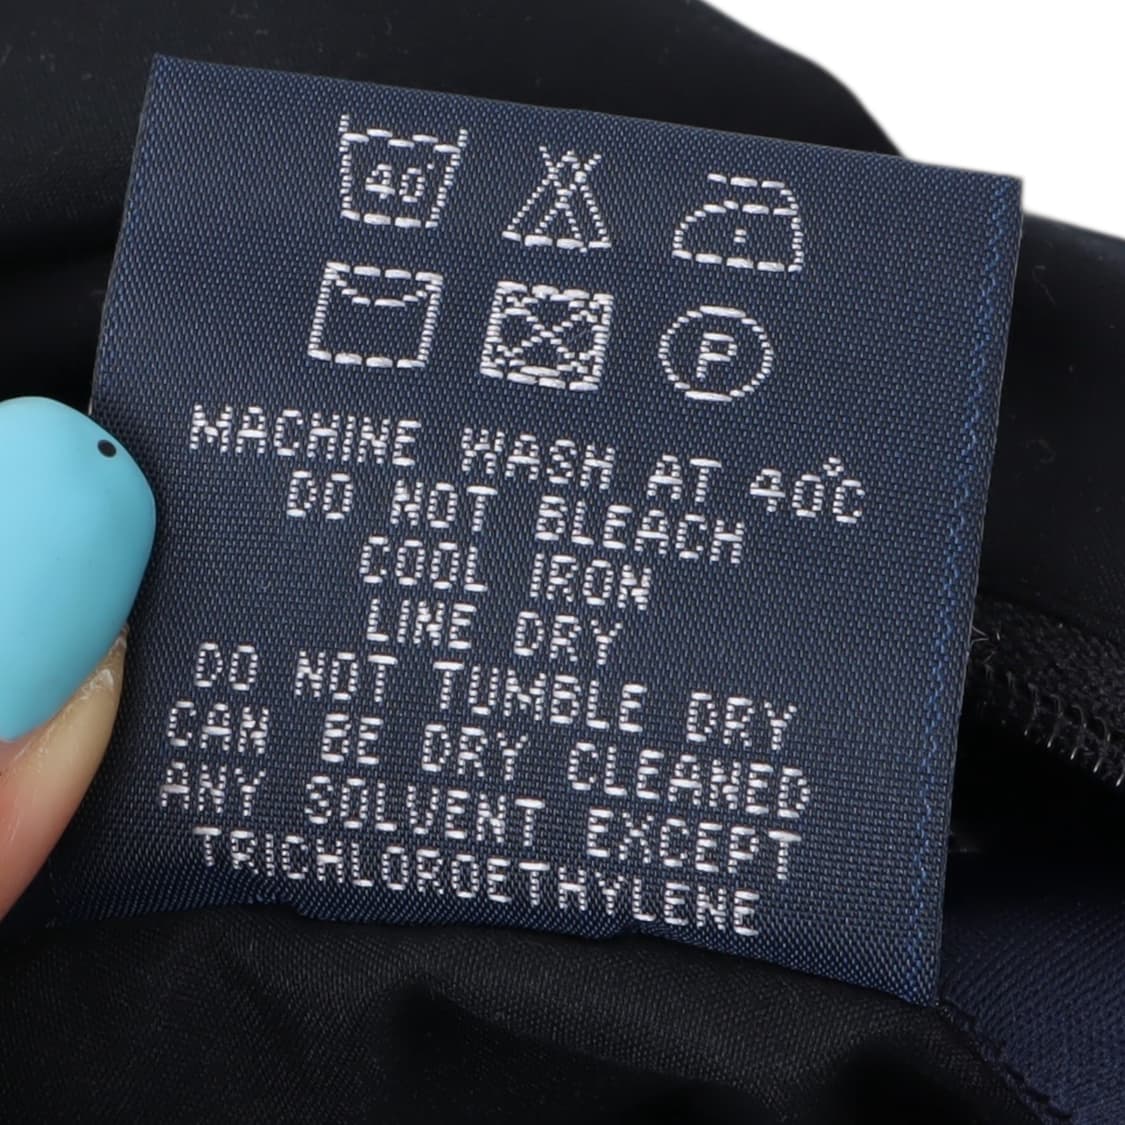 40
P
MACHINE WASH AT 40°C
DO NOT BLEACH
COOL IRON
LINE DRY
DO NOT TUMBLE DRY
CAN BE DRY CLEANED
ANY SOLVENT EXCEPT
TRICHLOROETHYLENE